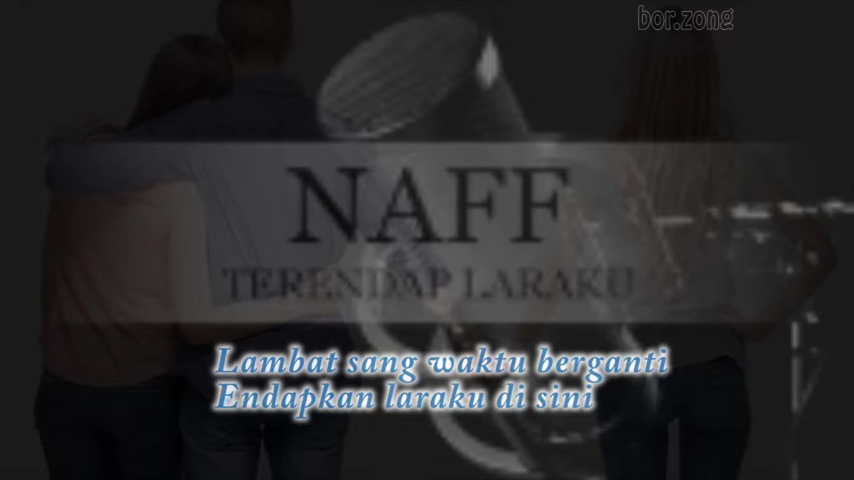 bor.zong
NAFF
TERENDAP LARAKU
Lambat sang waktu berganti
Endapkan laraku di sini